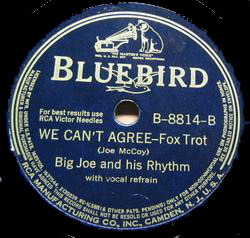 "HIS MASTER'S VOICE"
BLUEBIRD
For best results use
RCA Victor Needles
B-8814-B
WE CAN'T AGREE–Fox Trot
(Joe McCoy)
Big Joe and his Rhythm
with vocal refrain
RCA MANUFACTURING CO., INC., CAMDEN, N. J., U. S. A.